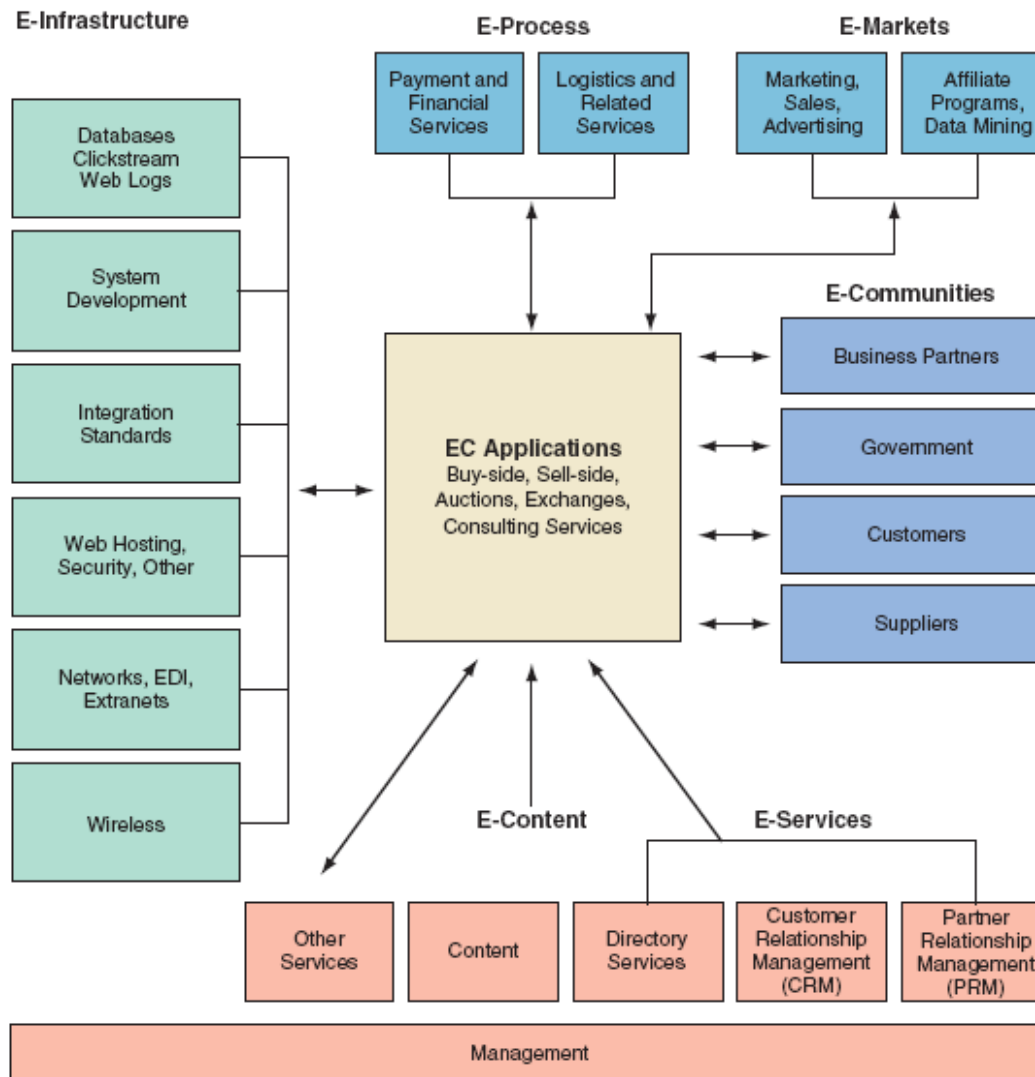 E-Infrastructure
E-Process
E-Markets
Payment and
Financial
Services
Logistics and
Related
Services
Marketing,
Sales,
Advertising
Affiliate
Programs,
Data Mining
Databases
Clickstream
Web Logs
System
Development
Integration
Standards
Web Hosting,
Security, Other
Networks, EDI,
Extranets
Wireless
EC Applications
Buy-side, Sell-side,
Auctions, Exchanges,
Consulting Services
E-Communities
Business Partners
Government
Customers
Suppliers
E-Content
E-Services
Other
Services
Content
Directory
Services
Customer
Relationship
Management
(CRM)
Partner
Relationship
Management
(PRM)
Management